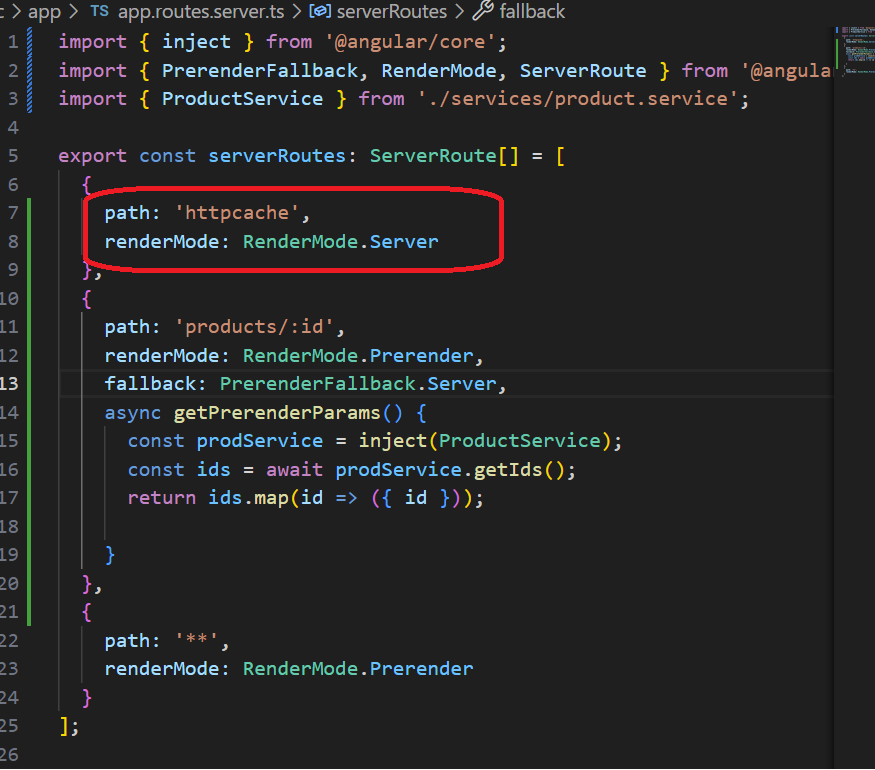 c > app > TS app.routes.server.ts > serverRoutes > fallback
1 import { inject } from '@angular/core';
2 import { PrerenderFallback, RenderMode, ServerRoute } from '@angula
3 import { ProductService } from './services/product.service';
4
5 export const serverRoutes: ServerRoute[] = [
6 {
7 path: 'httpcache',
8 renderMode: RenderMode.Server
9 },
10 {
11 path: 'products/:id',
12 renderMode: RenderMode.Prerender,
13 fallback: PrerenderFallback.Server,
14 async getPrerenderParams() {
15 const prodService = inject(ProductService);
16 const ids = await prodService.getIds();
17 return ids.map(id => ({ id }));
18
19 }
20 },
21 {
22 path: '**',
23 renderMode: RenderMode.Prerender
24 }
25 ];
26